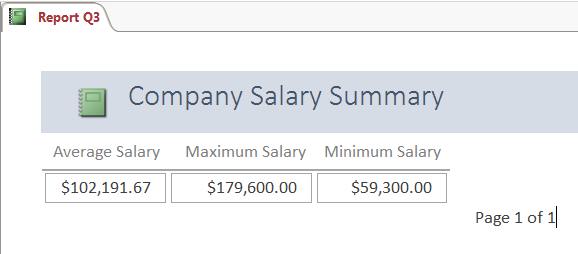 Report Q3
Company Salary Summary
Average Salary Maximum Salary Minimum Salary
$102,191.67 $179,600.00 $59,300.00
Page 1 of 1